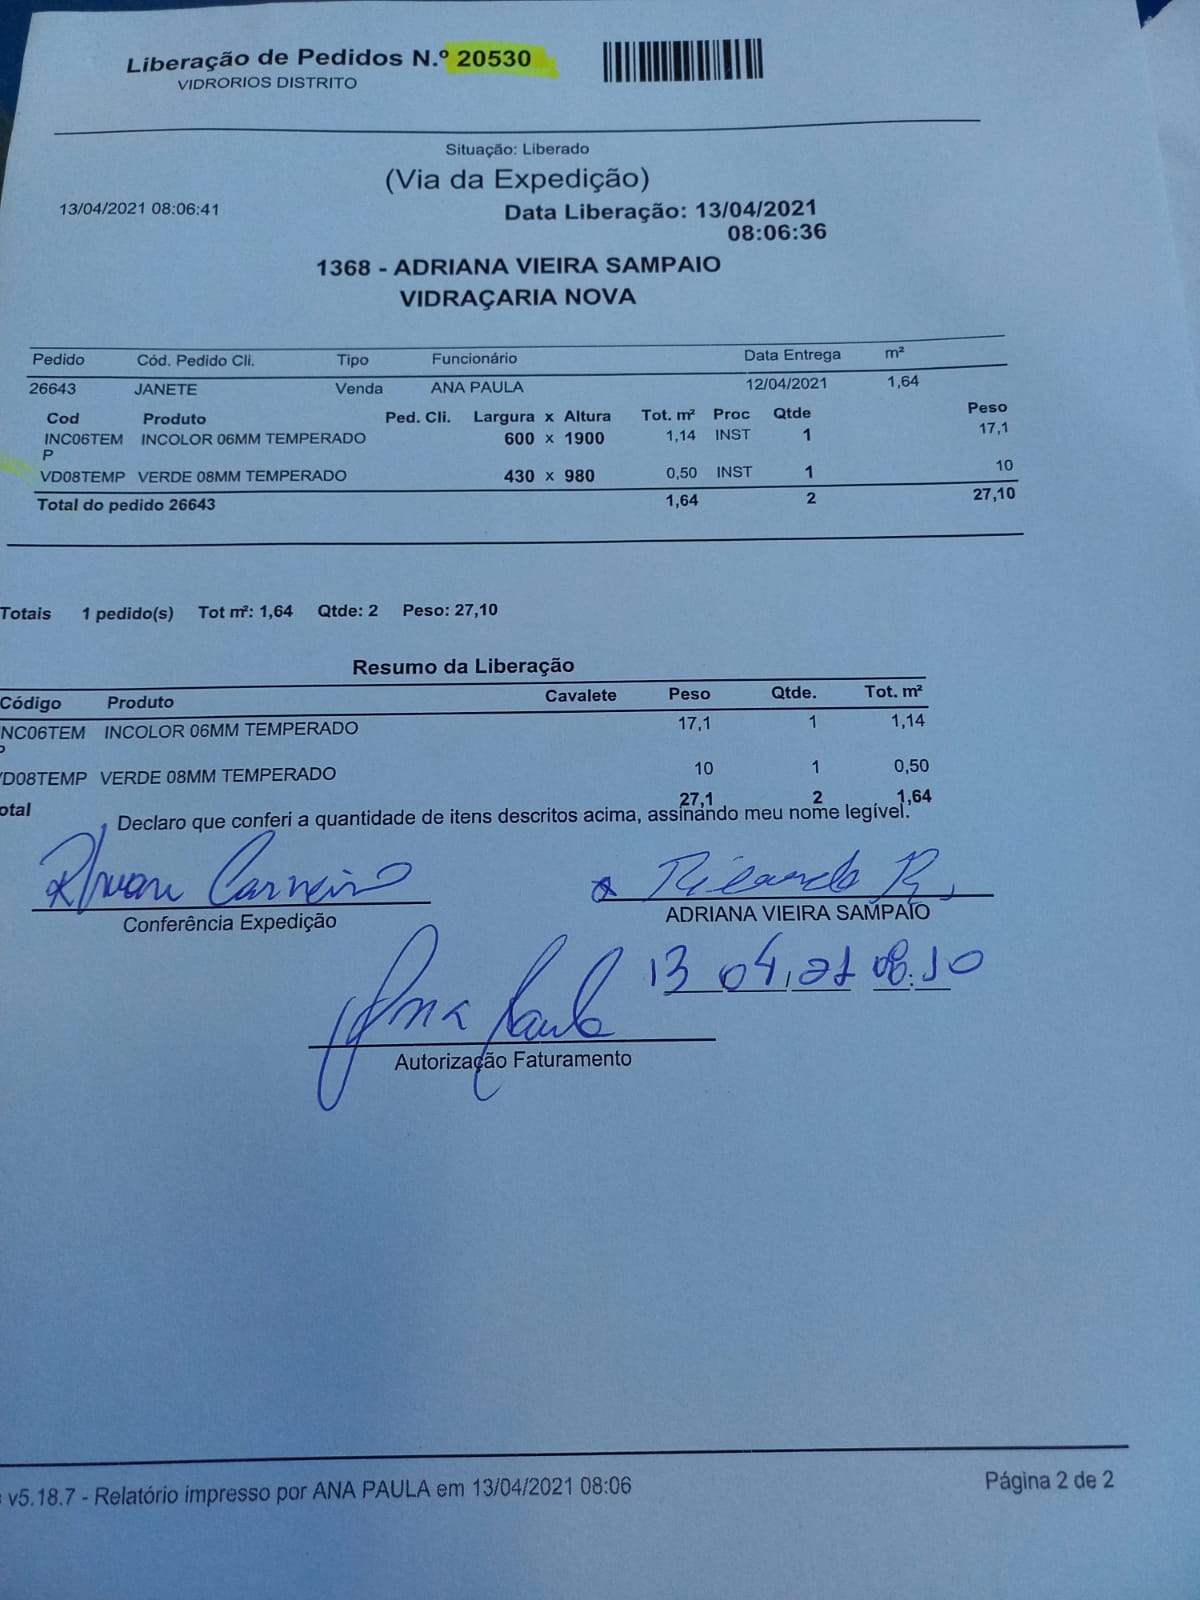 Liberação de Pedidos N.º 20530
VIDRORIOS DISTRITO
Situação: Liberado
(Via da Expedição)
13/04/2021 08:06:41
Data Liberação: 13/04/2021
08:06:36
1368 - ADRIANA VIEIRA SAMPAIO
VIDRAÇARIA NOVA
Pedido Cód. Pedido Cli. Tipo Funcionário Data Entrega m²
26643 JANETE Venda ANA PAULA 12/04/2021 1,64
Cod Produto Ped. Cli. Largura x Altura Tot. m² Proc Qtde Peso
INC06TEM INCOLOR 06MM TEMPERADO 600 x 1900 1,14 INST 1 17,1
P
VD08TEMP VERDE 08MM TEMPERADO 430 x 980 0,50 INST 1 10
Total do pedido 26643 1,64 2 27,10
Totais 1 pedido(s) Tot m²: 1,64 Qtde: 2 Peso: 27,10
Resumo da Liberação
Código Produto Cavalete Peso Qtde. Tot. m²
NC06TEM INCOLOR 06MM TEMPERADO 17,1 1 1,14
P
VD08TEMP VERDE 08MM TEMPERADO 10 1 0,50
otal 27,1 2 1,64
Declaro que conferi a quantidade de itens descritos acima, assinando meu nome legível.
Carneiro Ricardo R.
Conferência Expedição ADRIANA VIEIRA SAMPAIO
13 04, 21 08:10
Ana Paula
Autorização Faturamento
v5.18.7 - Relatório impresso por ANA PAULA em 13/04/2021 08:06 Página 2 de 2